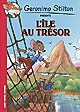 Geronimo Stilton
PRÉSENTE
L'ÎLE AU
TRÉSOR